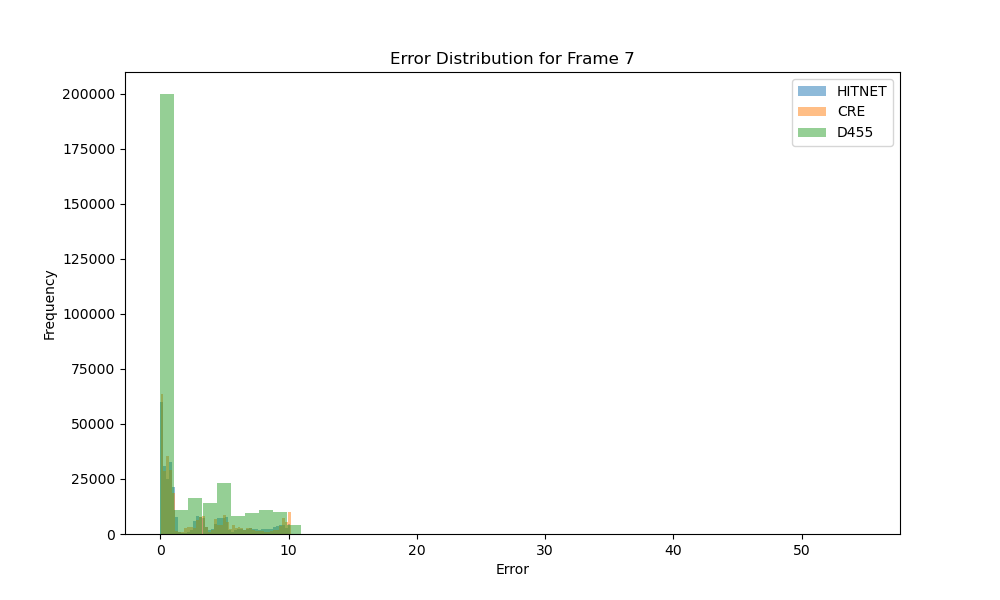 Error Distribution for Frame 7
HITNET
CRE
D455
200000
175000
150000
125000
100000
75000
50000
25000
0
Frequency
0 10 20 30 40 50
Error